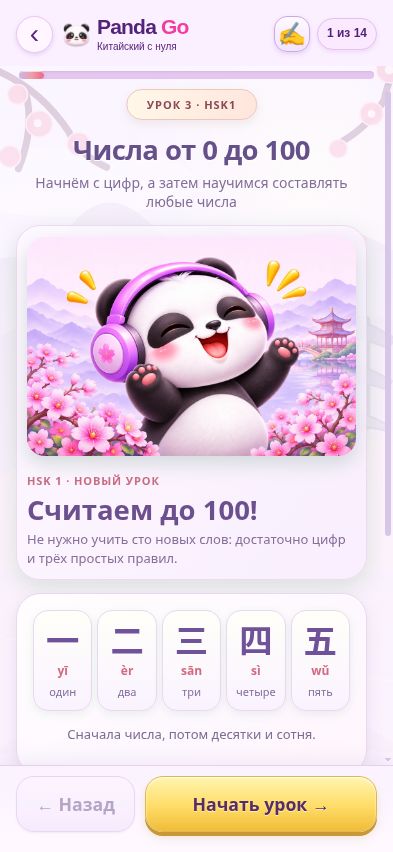 ‹
Panda Go
Китайский с нуля
1 из 14
УРОК 3 · HSK1
Числа от 0 до 100
Начнём с цифр, а затем научимся составлять
любые числа
HSK 1 · НОВЫЙ УРОК
Считаем до 100!
Не нужно учить сто новых слов: достаточно цифр
и трёх простых правил.
一 二 三 四 五
yī èr sān sì wǔ
один два три четыре пять
Сначала числа, потом десятки и сотня.
← Назад
Начать урок →